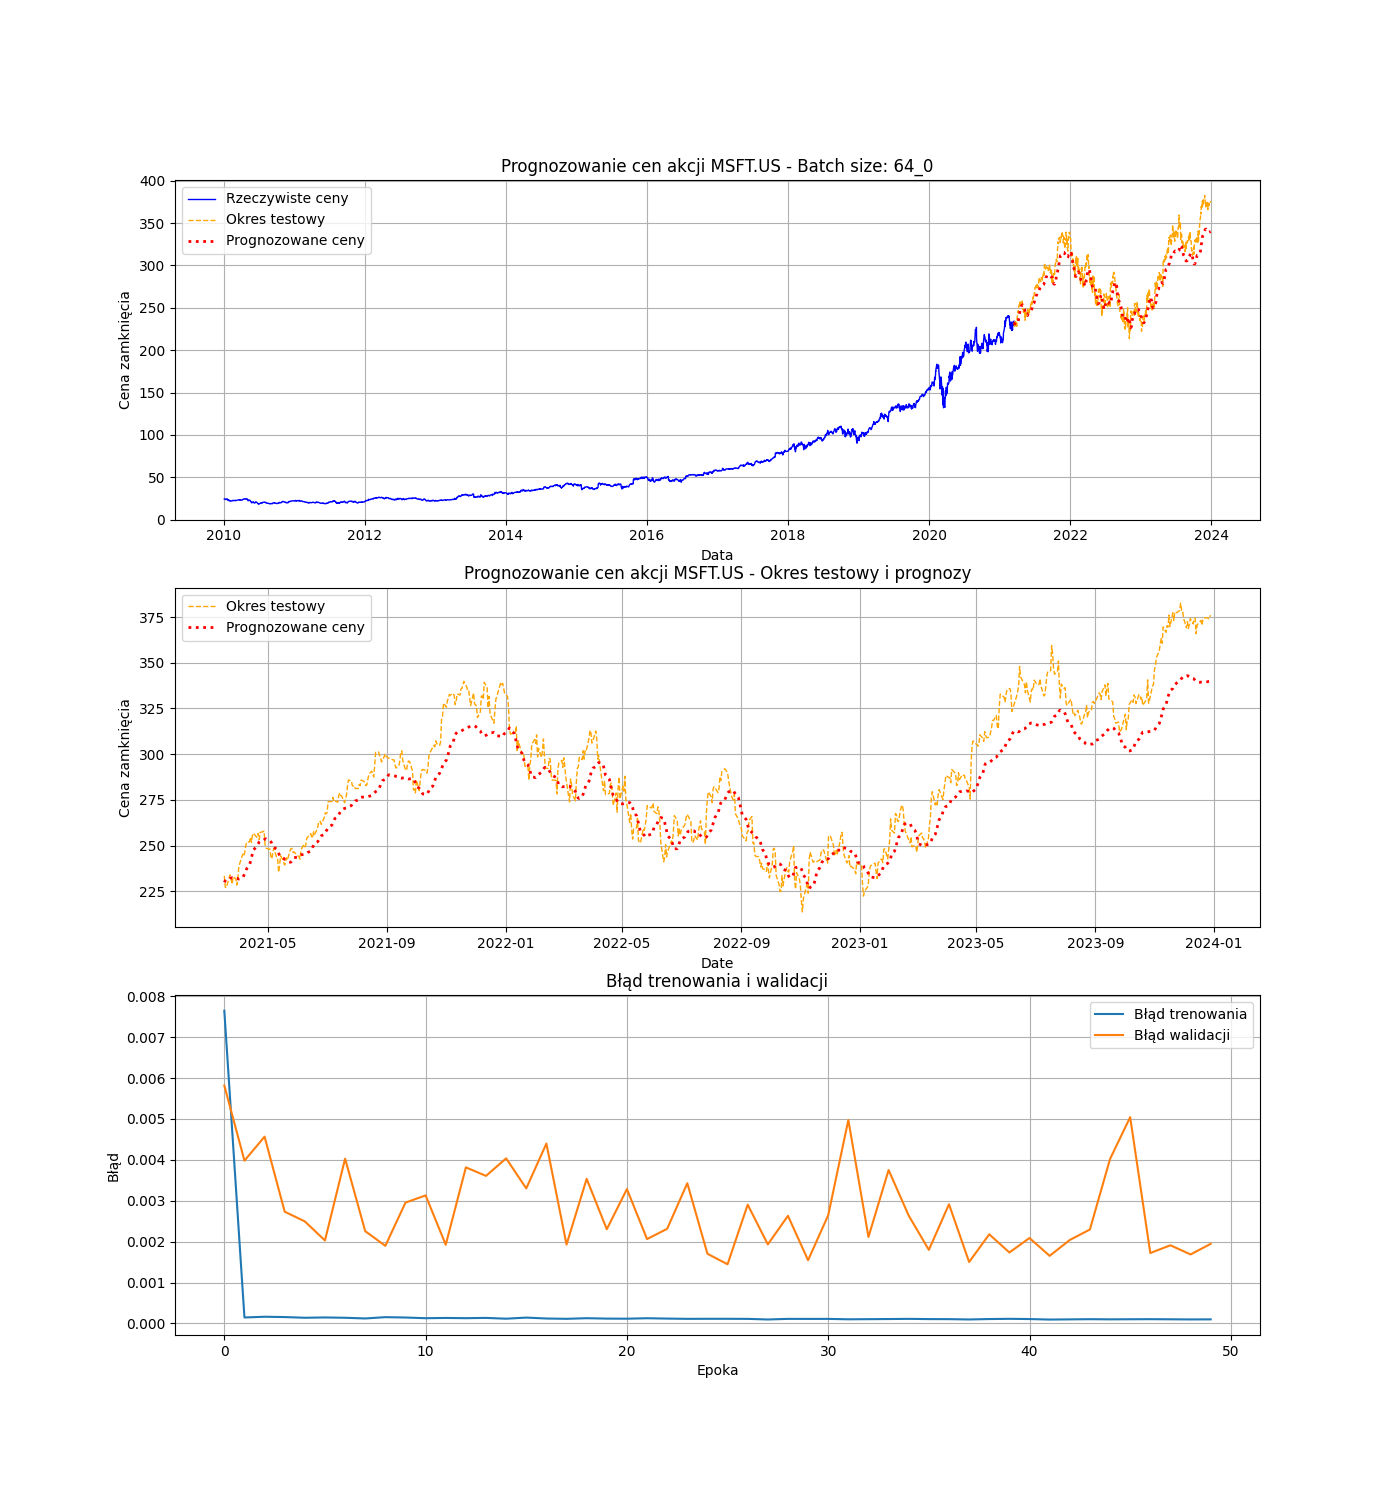 Prognozowanie cen akcji MSFT.US - Batch size: 64_0
400
350
300
250
200
150
100
50
0
Cena zamknięcia
Rzeczywiste ceny
Okres testowy
Prognozowane ceny
2010 2012 2014 2016 2018 2020 2022 2024
Data
Prognozowanie cen akcji MSFT.US - Okres testowy i prognozy
375
350
325
300
275
250
225
Cena zamknięcia
Okres testowy
Prognozowane ceny
2021-05 2021-09 2022-01 2022-05 2022-09 2023-01 2023-05 2023-09 2024-01
Date
Błąd trenowania i walidacji
0.008
0.007
0.006
0.005
0.004
0.003
0.002
0.001
0.000
Błąd
Błąd trenowania
Błąd walidacji
0 10 20 30 40 50
Epoka